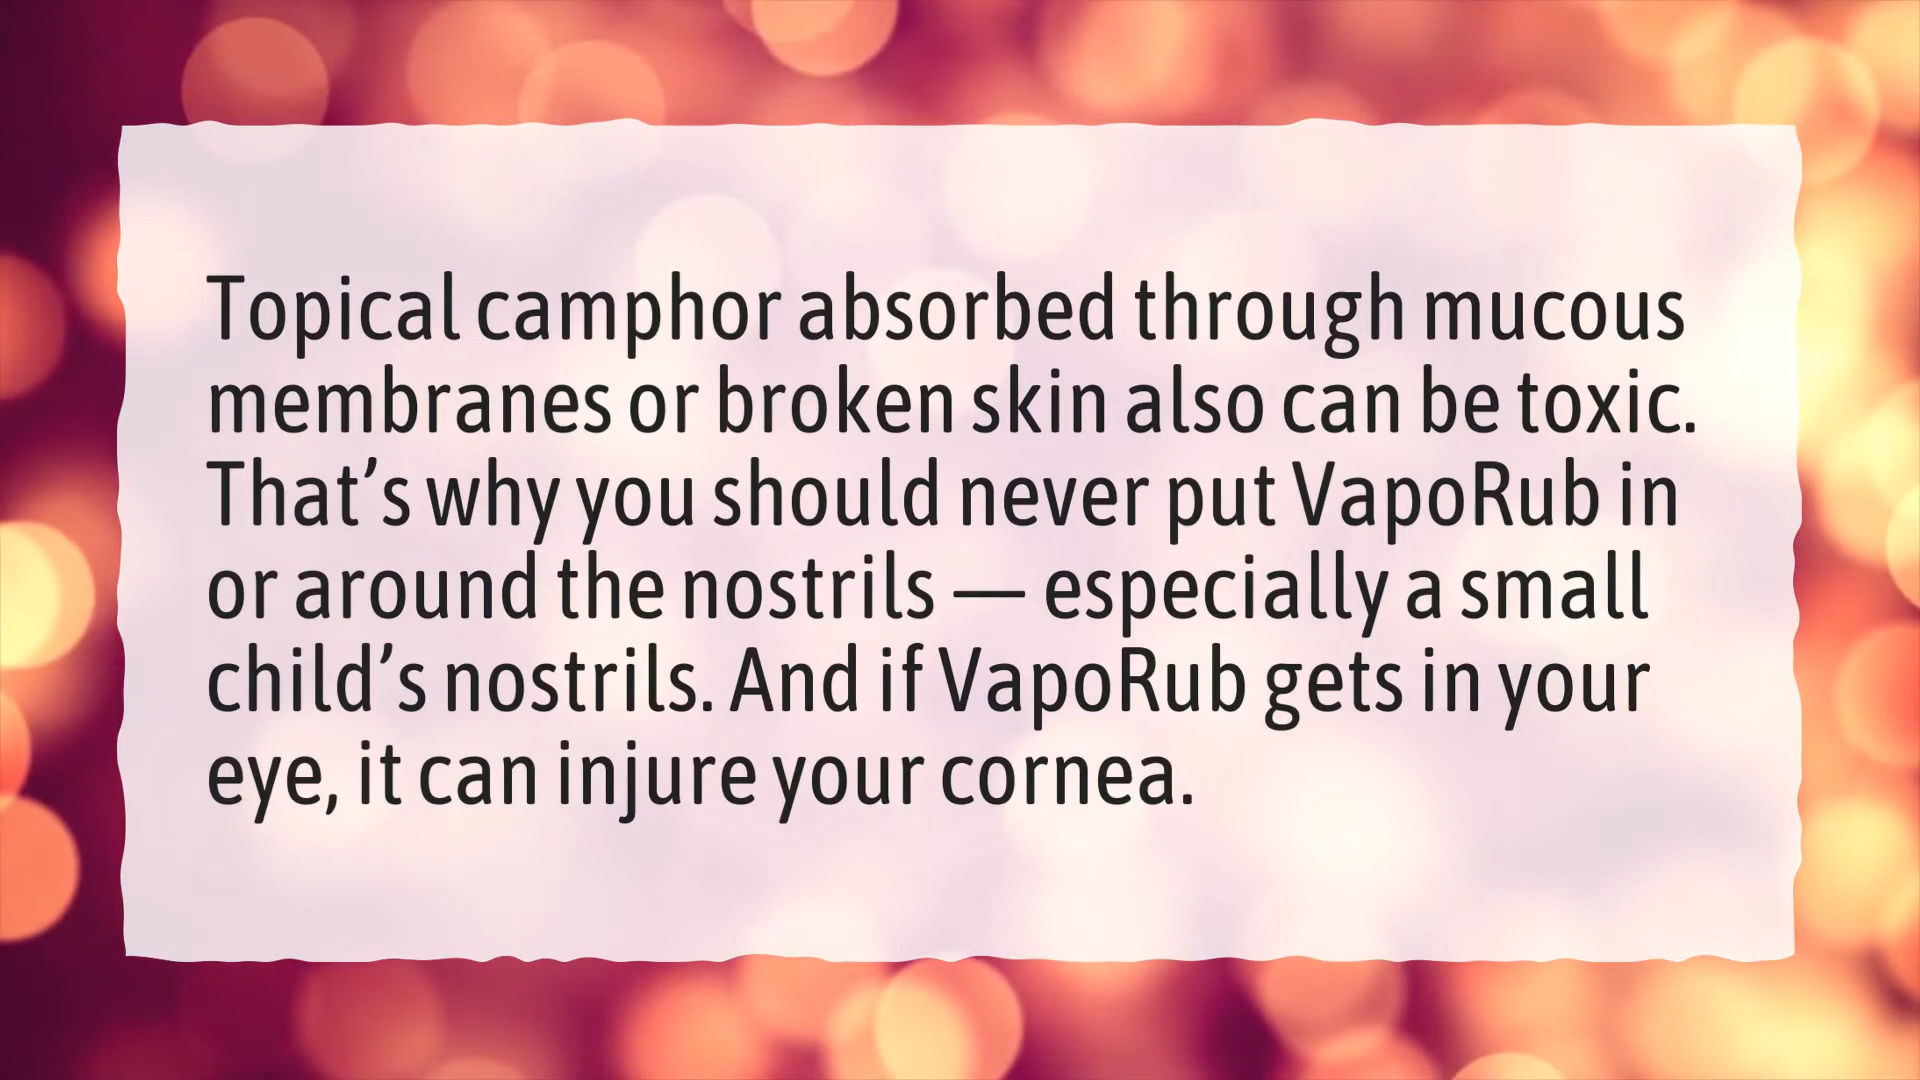 Topical camphor absorbed through mucous
membranes or broken skin also can be toxic.
That’s why you should never put VapoRub in
or around the nostrils — especially a small
child’s nostrils. And if VapoRub gets in your
eye, it can injure your cornea.